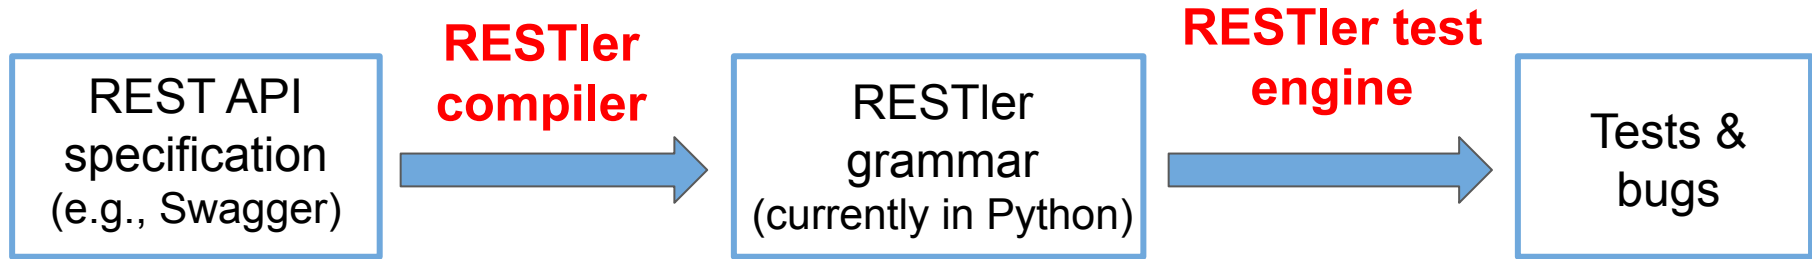 REST API
specification
(e.g., Swagger)
RESTler
compiler
RESTler
grammar
(currently in Python)
RESTler test
engine
Tests &
bugs